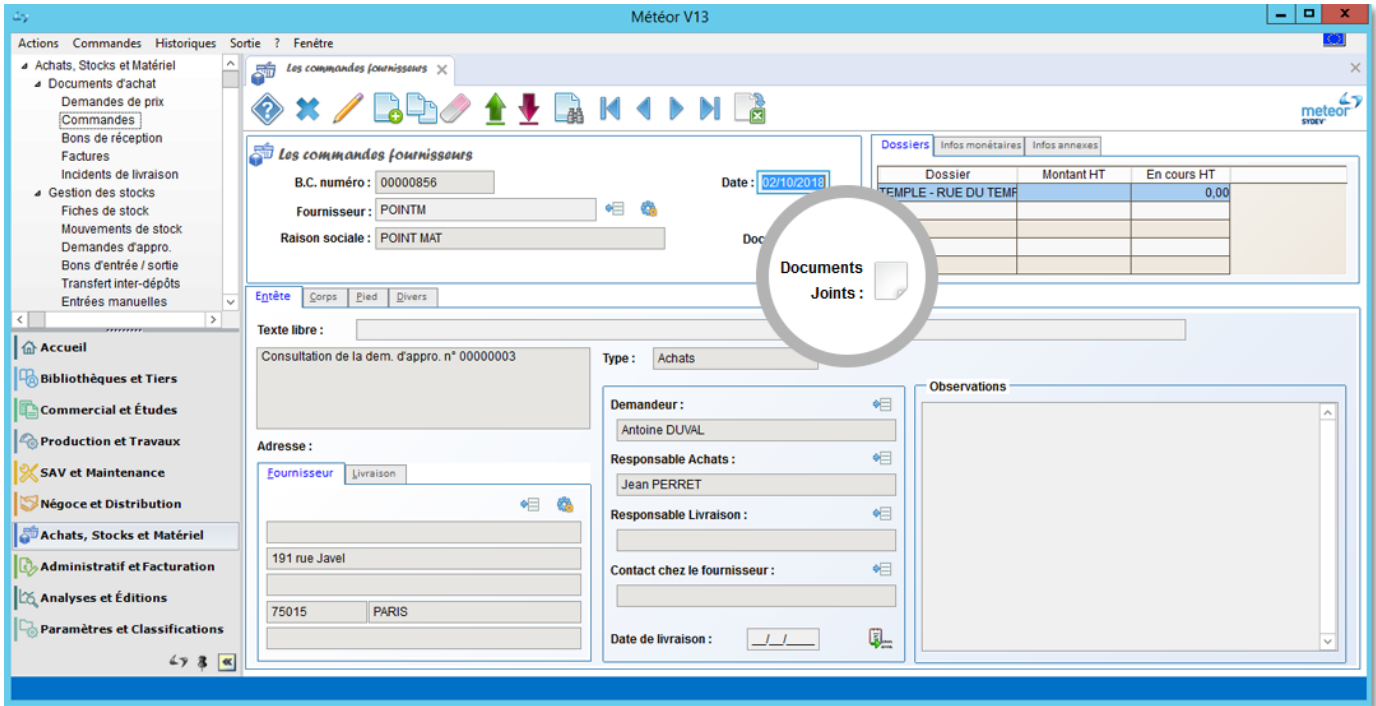 Météor V13
Actions Commandes Historiques Sortie ? Fenêtre
Achats, Stocks et Matériel
Documents d'achat
Demandes de prix
Commandes
Bons de réception
Factures
Incidents de livraison
Gestion des stocks
Fiches de stock
Mouvements de stock
Demandes d'appro.
Bons d'entrée / sortie
Transfert inter-dépôts
Entrées manuelles
Accueil
Bibliothèques et Tiers
Commercial et Études
Production et Travaux
SAV et Maintenance
Négoce et Distribution
Achats, Stocks et Matériel
Administratif et Facturation
Analyses et Éditions
Paramètres et Classifications
Les commandes fournisseurs
meteor
SYDEV
Les commandes fournisseurs
B.C. numéro : 00000856
Date : 02/10/2018
Fournisseur : POINTM
Raison sociale : POINT MAT
Doc
Documents
Joints :
Dossiers Infos monétaires Infos annexes
Dossier Montant HT En cours HT
TEMPLE - RUE DU TEMP 0,00
Entête Corps Pied Divers
Texte libre :
Consultation de la dem. d'appro. n° 00000003
Type : Achats
Adresse :
Fournisseur Livraison
191 rue Javel
75015 PARIS
Demandeur :
Antoine DUVAL
Responsable Achats :
Jean PERRET
Responsable Livraison :
Contact chez le fournisseur :
Date de livraison : __/__/____
Observations